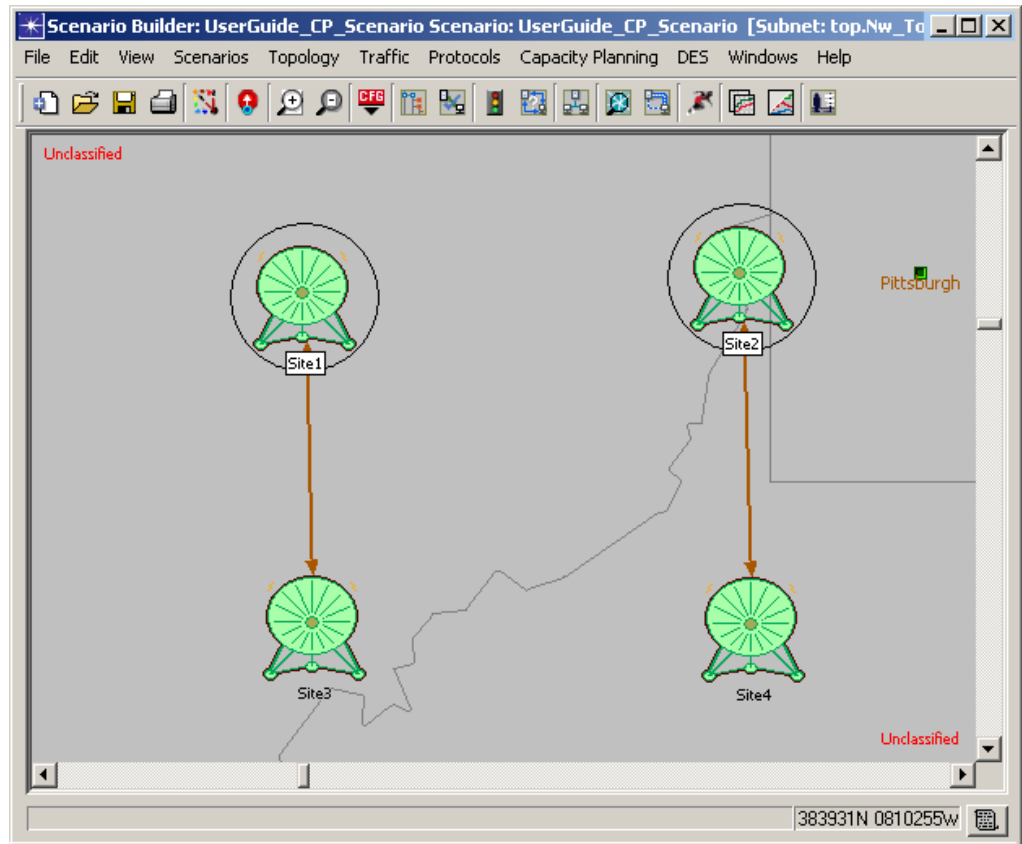 Scenario Builder: UserGuide_CP_Scenario Scenario: UserGuide_CP_Scenario [Subnet: top.Nw_To
File Edit View Scenarios Topology Traffic Protocols Capacity Planning DES Windows Help
CFG
Unclassified
Pittsburgh
Site1
Site2
Site3
Site4
Unclassified
383931N 0810255W